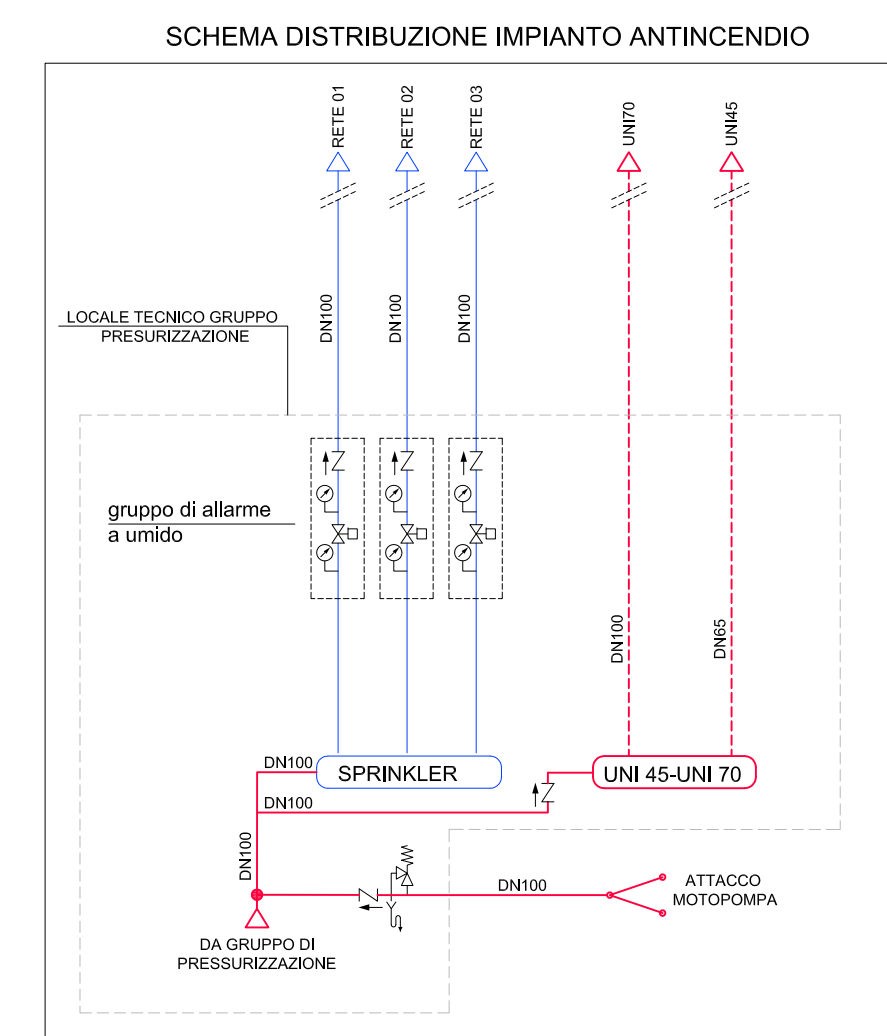 SCHEMA DISTRIBUZIONE IMPIANTO ANTINCENDIO
RETE 01
RETE 02
RETE 03
UNI70
UNI45
LOCALE TECNICO GRUPPO
PRESURIZZAZIONE
DN100
DN100
DN100
gruppo di allarme
a umido
DN100
DN65
DN100
SPRINKLER
UNI 45-UNI 70
DN100
DN100
DN100
ATTACCO
MOTOPOMPA
DA GRUPPO DI
PRESSURIZZAZIONE